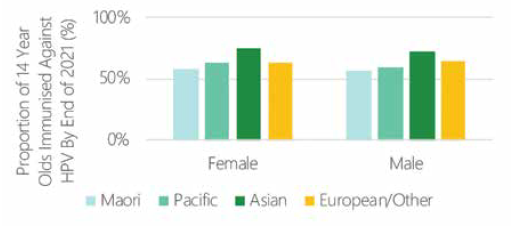 Proportion of 14 Year
Olds Immunised Against
HPV By End of 2021 (%)
100%
50%
0%
Female Male
Maori Pacific Asian European/Other